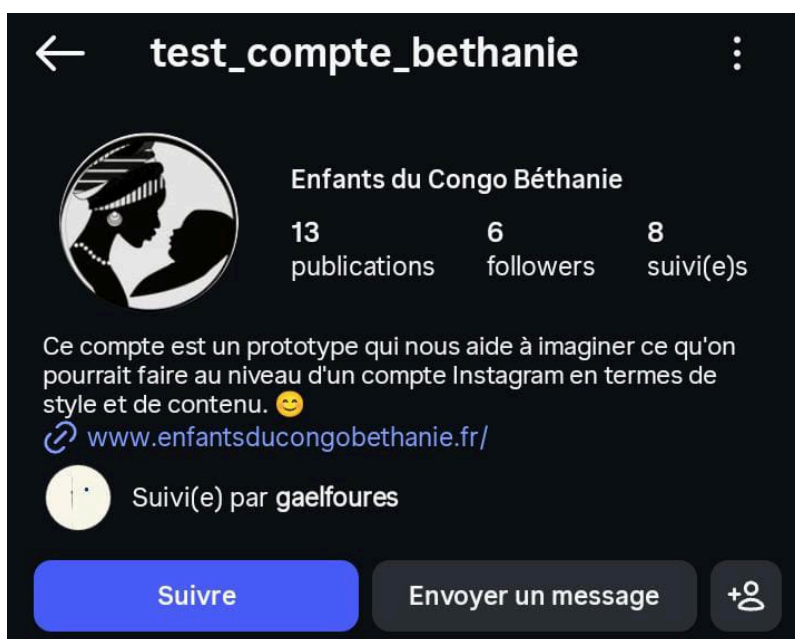 test_compte_bethanie
Enfants du Congo Béthanie
13 6 8
publications followers suivi(e)s
Ce compte est un prototype qui nous aide à imaginer ce qu'on
pourrait faire au niveau d'un compte Instagram en termes de
style et de contenu. 😊
www.enfantsducongobethanie.fr/
Suivi(e) par gaelfoures
Suivre Envoyer un message